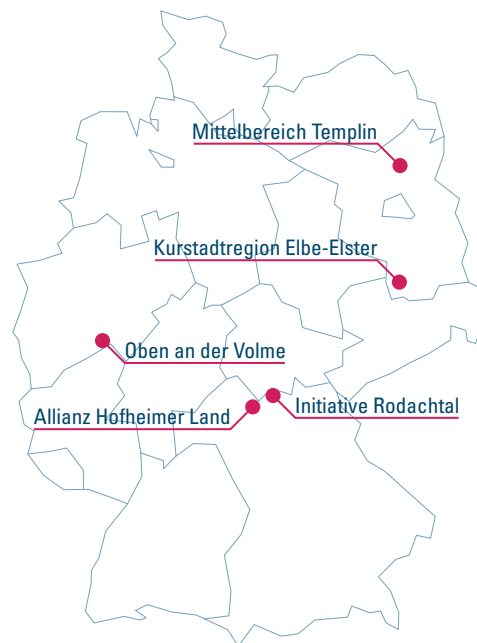 Mittelbereich Templin
Kurstadtregion Elbe-Elster
Oben an der Volme
Initiative Rodachtal
Allianz Hofheimer Land